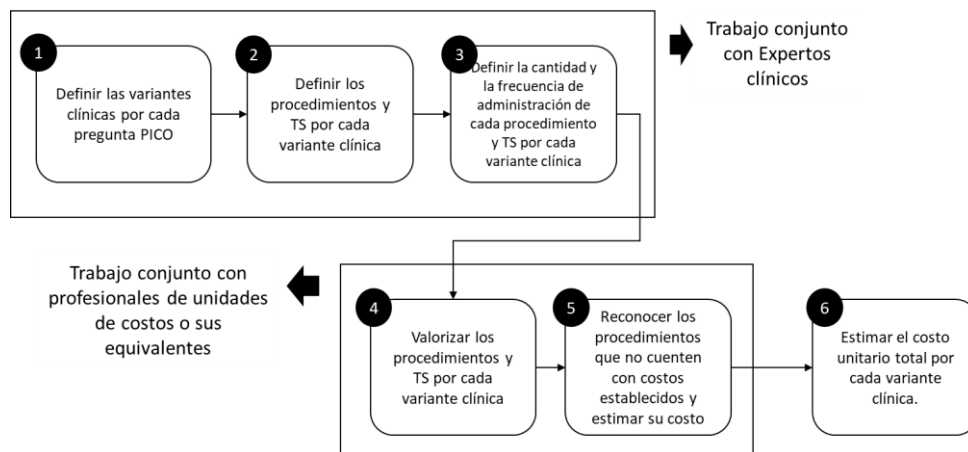 1
Definir las variantes
clínicas por cada
pregunta PICO
2
Definir los
procedimientos y
TS por cada
variante clínica
3
Definir la cantidad y
la frecuencia de
administración de
cada procedimiento
y TS por cada
variante clínica
Trabajo conjunto
con Expertos
clínicos
Trabajo conjunto con
profesionales de unidades
de costos o sus
equivalentes
4
Valorizar los
procedimientos y
TS por cada
variante clínica
5
Reconocer los
procedimientos
que no cuenten
con costos
establecidos y
estimar su costo
6
Estimar el costo
unitario total por
cada variante
clínica.